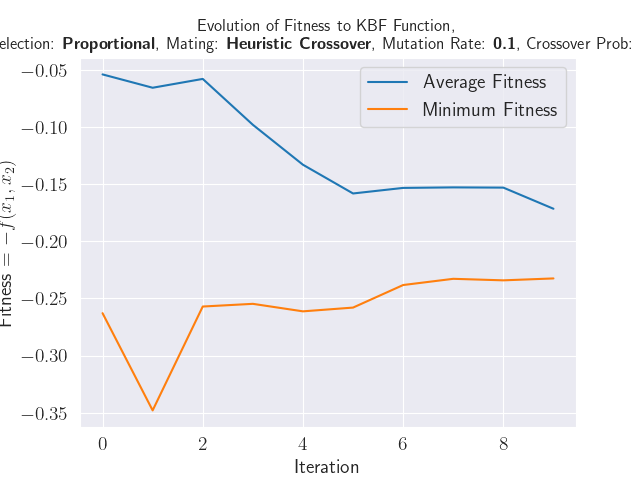 Evolution of Fitness to KBF Function,
election: Proportional, Mating: Heuristic Crossover, Mutation Rate: 0.1, Crossover Prob:
Fitness = −f(x₁, x₂)
−0.05
−0.10
−0.15
−0.20
−0.25
−0.30
−0.35
Average Fitness
Minimum Fitness
0 2 4 6 8
Iteration